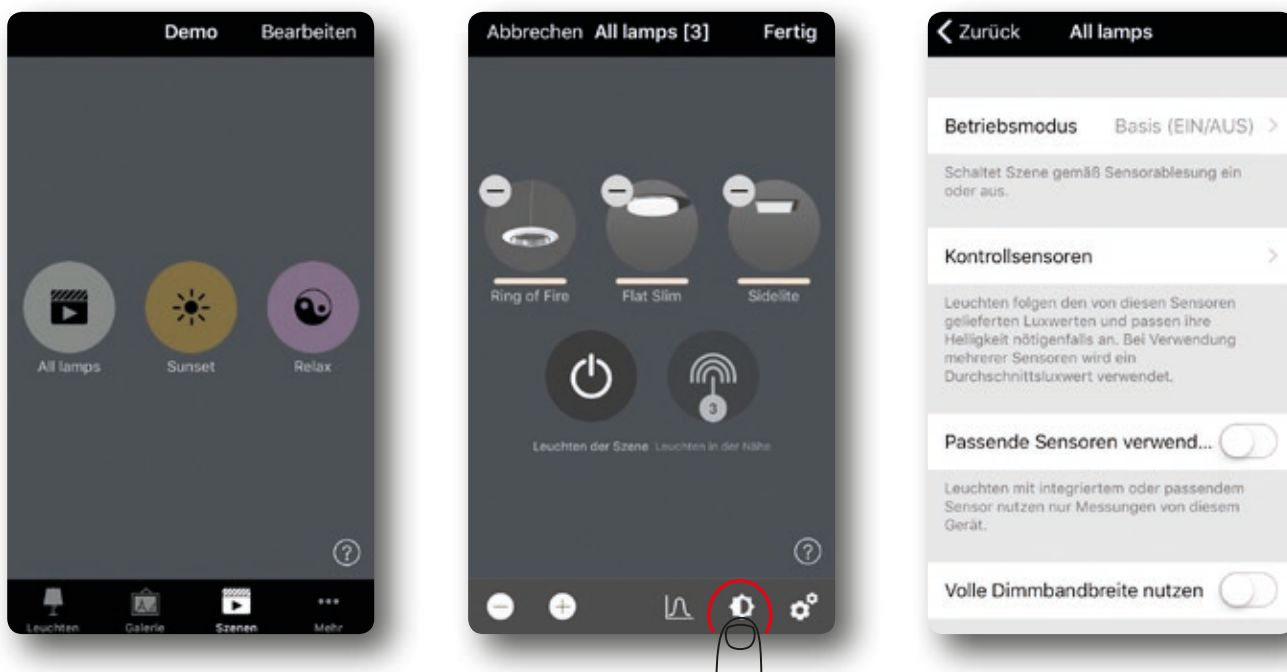 Demo Bearbeiten
All lamps Sunset Relax
?
Leuchten Galerie Szenen Mehr
Abbrechen All lamps [3] Fertig
Ring of Fire Flat Slim Sidelite
3
Leuchten der Szene Leuchten in der Nähe
?
Zurück All lamps
Betriebsmodus Basis (EIN/AUS)
Schaltet Szene gemäß Sensorablesung ein
oder aus.
Kontrollsensoren
Leuchten folgen den von diesen Sensoren
gelieferten Luxwerten und passen ihre
Helligkeit nötigenfalls an. Bei Verwendung
mehrerer Sensoren wird ein
Durchschnittsluxwert verwendet.
Passende Sensoren verwend...
Leuchten mit integriertem oder passendem
Sensor nutzen nur Messungen von diesem
Gerät.
Volle Dimmbandbreite nutzen